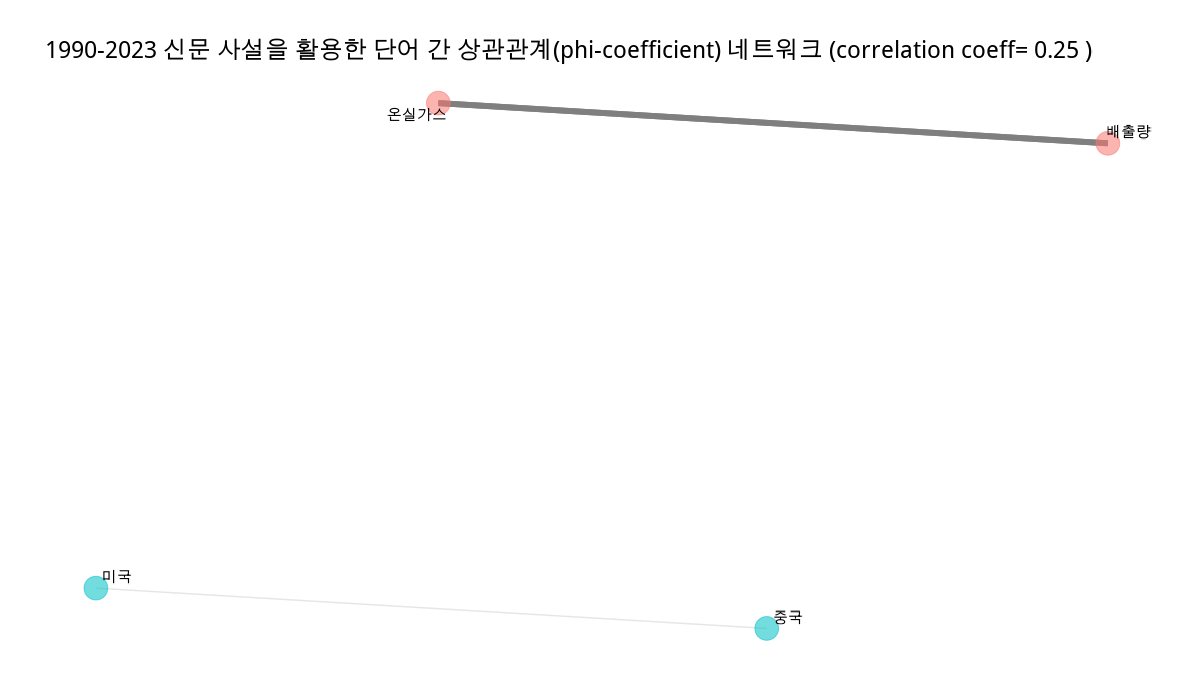 1990-2023 신문 사설을 활용한 단어 간 상관관계(phi-coefficient) 네트워크 (correlation coeff= 0.25 )
온실가스
배출량
미국
중국